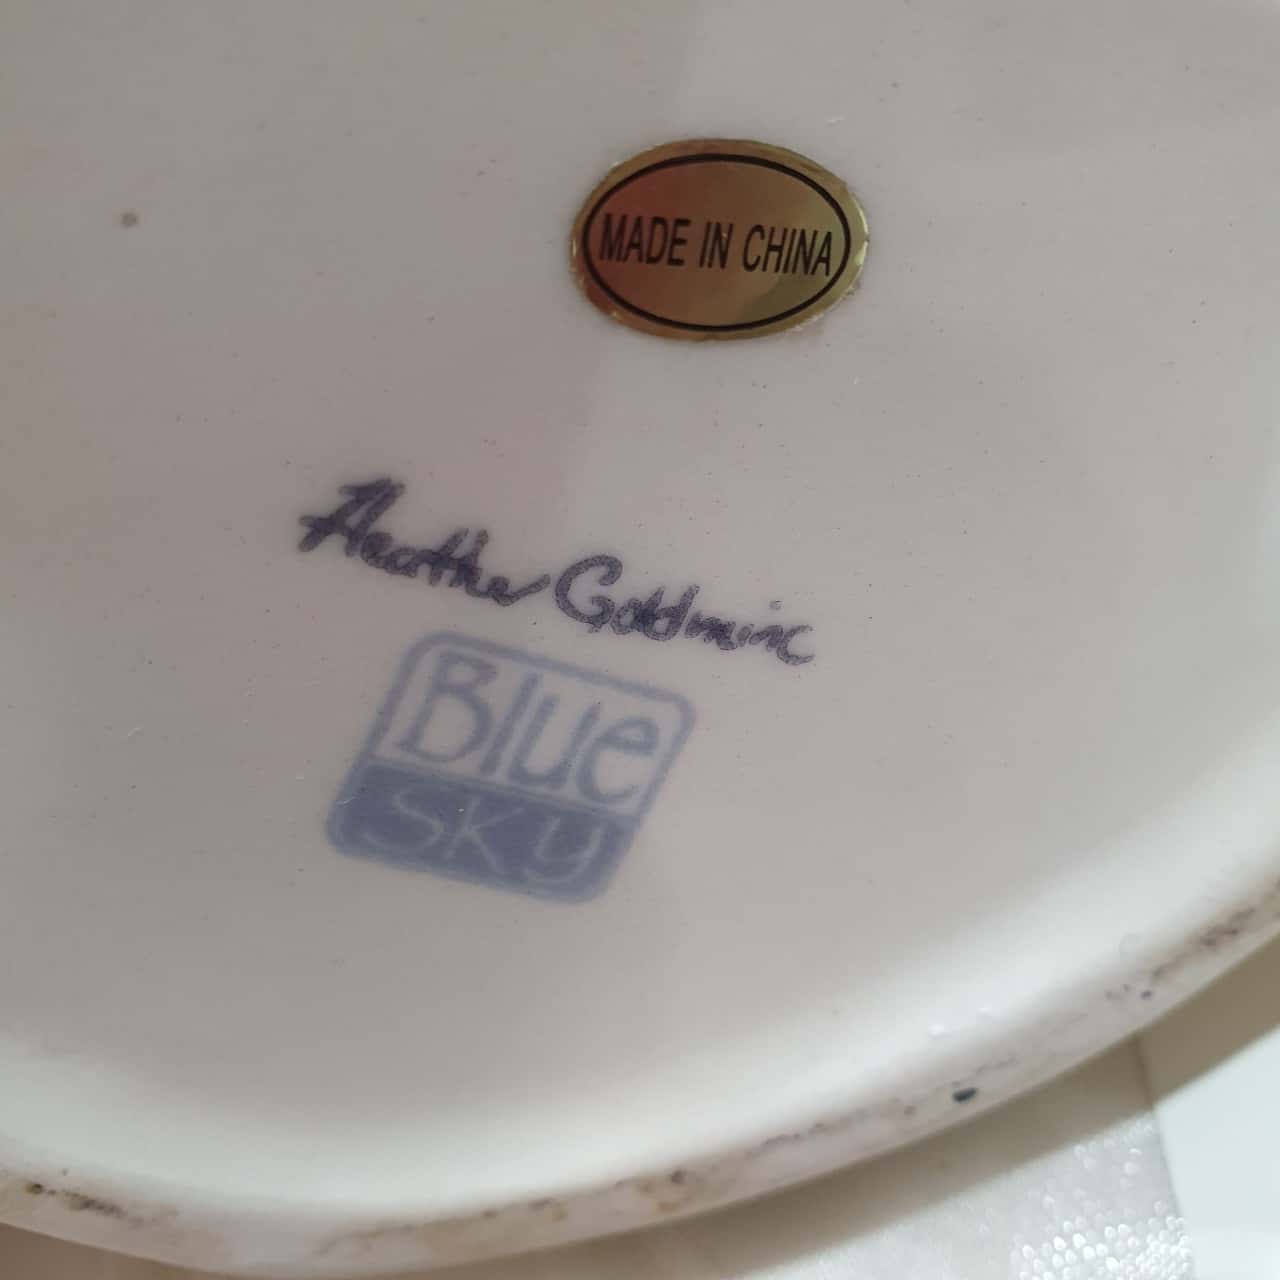 MADE IN CHINA
Heather Goldminc
Blue
SKy